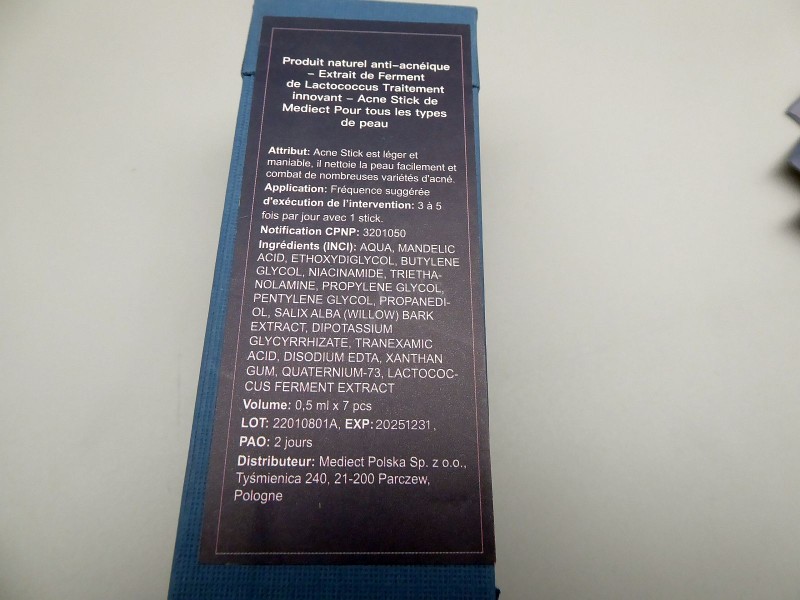 Produit naturel anti-acnéique
– Extrait de Ferment
de Lactococcus Traitement
innovant – Acne Stick de
Mediect Pour tous les types
de peau
Attribut: Acne Stick est léger et
maniable, il nettoie la peau facilement et
combat de nombreuses variétés d'acné.
Application: Fréquence suggérée
d'exécution de l'intervention: 3 à 5
fois par jour avec 1 stick.
Notification CPNP: 3201050
Ingrédients (INCI): AQUA, MANDELIC
ACID, ETHOXYDIGLYCOL, BUTYLENE
GLYCOL, NIACINAMIDE, TRIETHA-
NOLAMINE, PROPYLENE GLYCOL,
PENTYLENE GLYCOL, PROPANEDI-
OL, SALIX ALBA (WILLOW) BARK
EXTRACT, DIPOTASSIUM
GLYCYRRHIZATE, TRANEXAMIC
ACID, DISODIUM EDTA, XANTHAN
GUM, QUATERNIUM-73, LACTOCOC-
CUS FERMENT EXTRACT
Volume: 0,5 ml x 7 pcs
LOT: 22010801A, EXP: 20251231,
PAO: 2 jours
Distributeur: Mediect Polska Sp. z o.o.,
Tyśmienica 240, 21-200 Parczew,
Pologne